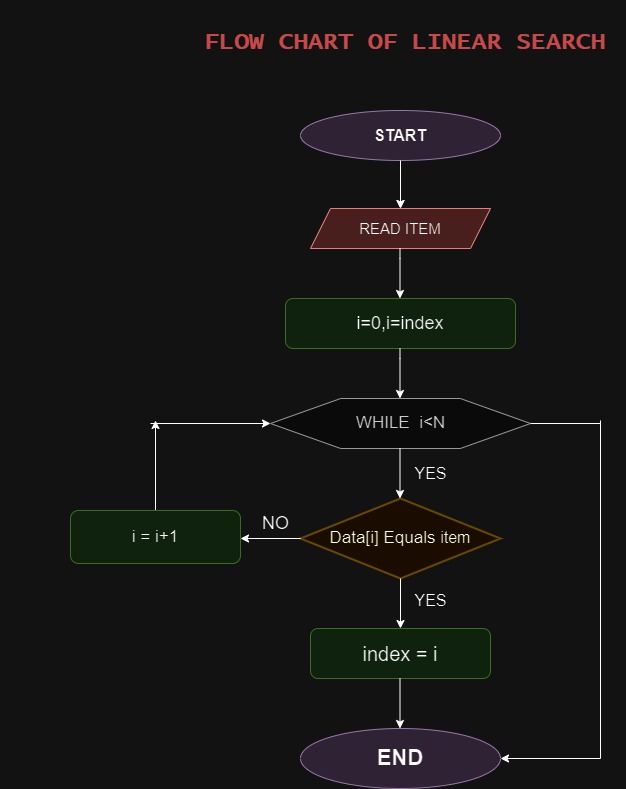 FLOW CHART OF LINEAR SEARCH
START
READ ITEM
i=0,i=index
WHILE i<N
YES
Data[i] Equals item
NO
i = i+1
YES
index = i
END